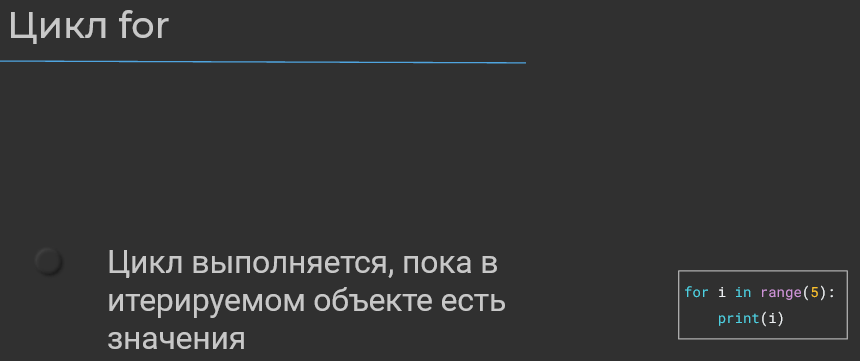 Цикл for
Цикл выполняется, пока в
итерируемом объекте есть
значения
for i in range(5):
    print(i)